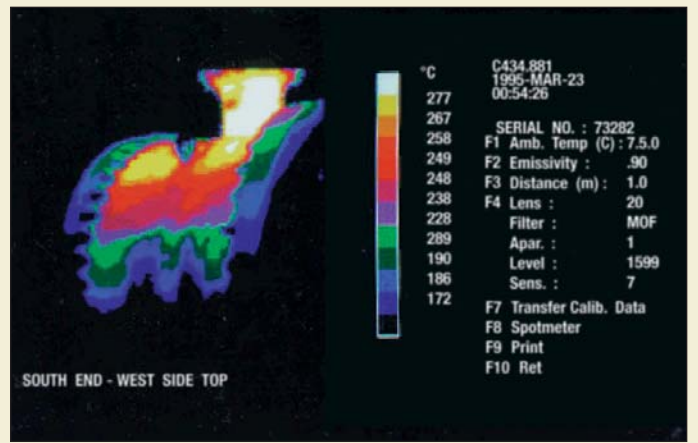 °C
277
267
258
249
248
238
228
289
190
186
172
C434.881
1995-MAR-23
00:54:26
SERIAL NO. : 73282
F1 Amb. Temp (C) : 7.5.0
F2 Emissivity : .90
F3 Distance (m) : 1.0
F4 Lens : 20
Filter : MOF
Apar. : 1
Level : 1599
Sens. : 7
F7 Transfer Calib. Data
F8 Spotmeter
F9 Print
F10 Ret
SOUTH END - WEST SIDE TOP